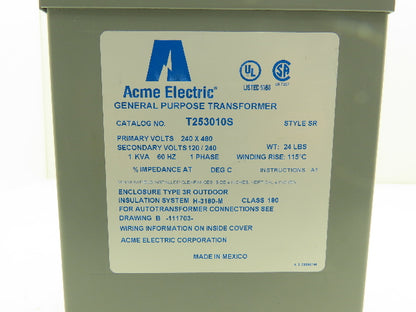 Acme Electric
UL
SA
GENERAL PURPOSE TRANSFORMER
CATALOG NO. T253010S STYLE SR
PRIMARY VOLTS 240 X 480
SECONDARY VOLTS 120 / 240 WT: 24 LBS
1 KVA 60 HZ 1 PHASE WINDING RISE: 115°C
% IMPEDANCE AT DEG C INSTRUCTIONS
ENCLOSURE TYPE 3R OUTDOOR
INSULATION SYSTEM H-3180-M CLASS 180
FOR AUTOTRANSFORMER CONNECTIONS SEE
DRAWING B -111703-
WIRING INFORMATION ON INSIDE COVER
ACME ELECTRIC CORPORATION
MADE IN MEXICO